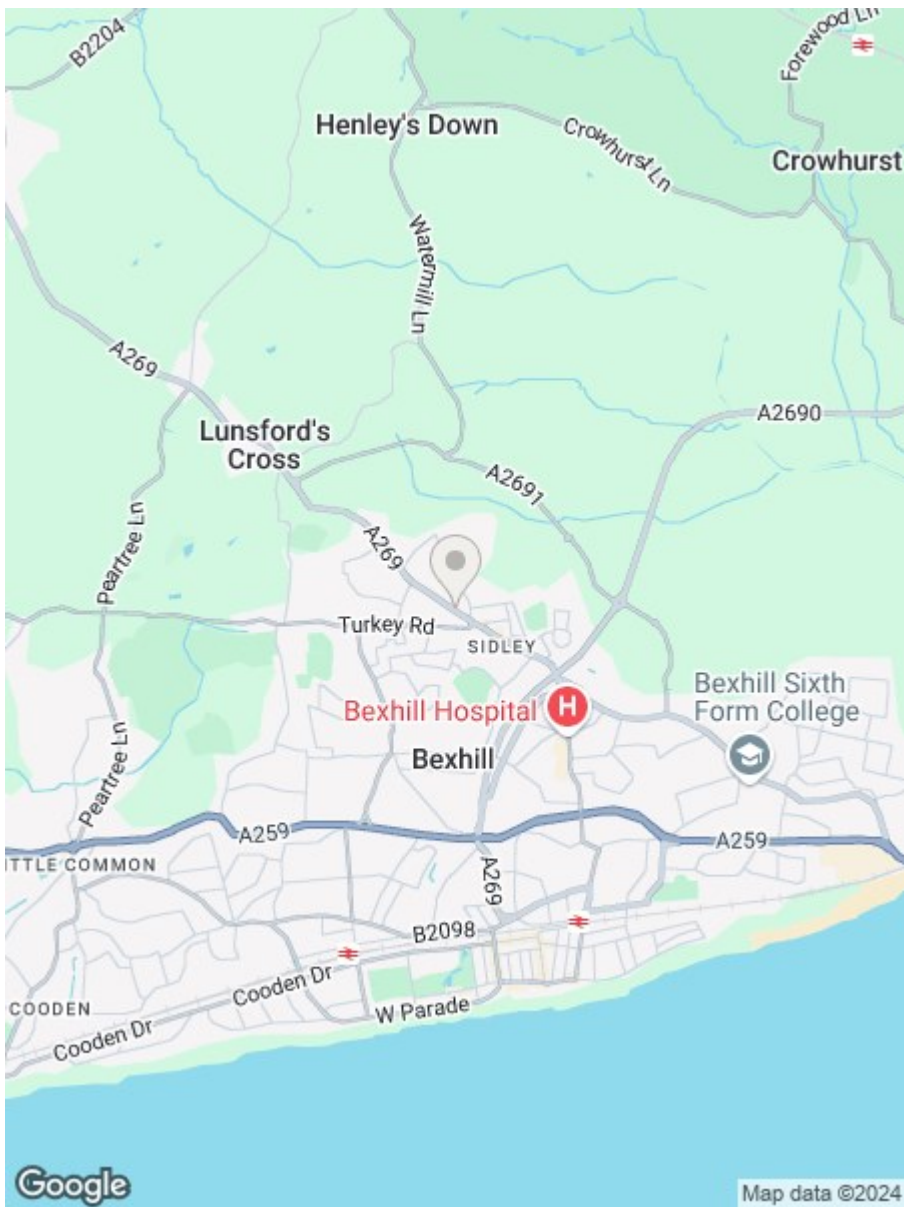 B2204
Forewood Ln
Henley's Down
Crowhurst Ln
Crowhurst
Watermill Ln
A269
A2690
Lunsford's
Cross
A2691
Peartree Ln
A269
Turkey Rd
SIDLEY
Bexhill Sixth
Form College
Bexhill Hospital
H
Peartree Ln
Bexhill
A259
A259
ITTLE COMMON
A269
B2098
Cooden Dr
COODEN
W Parade
Cooden Dr
Google
Map data ©2024